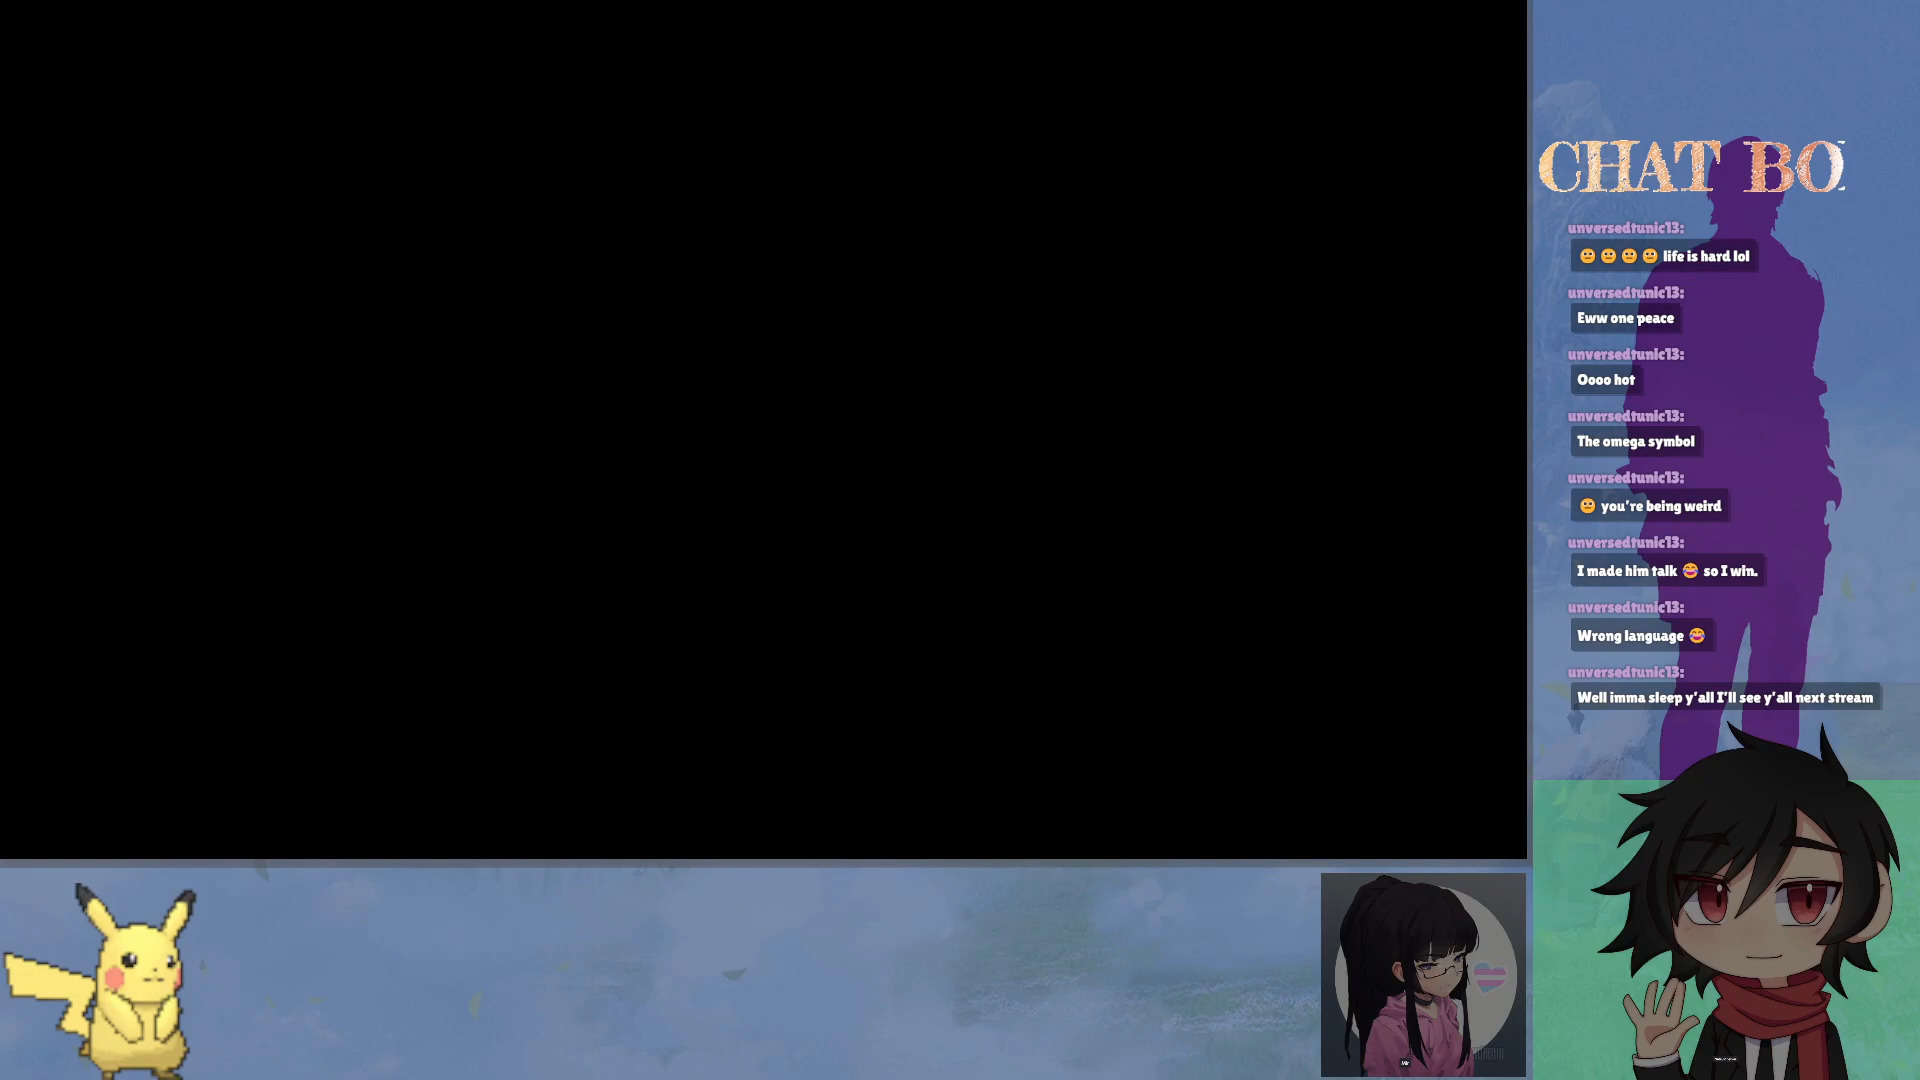 CHAT BO
unversedtunic13:
😐 😐 😐 😐 life is hard lol
unversedtunic13:
Eww one peace
unversedtunic13:
Oooo hot
unversedtunic13:
The omega symbol
unversedtunic13:
😐 you're being weird
unversedtunic13:
I made him talk 😂 so I win.
unversedtunic13:
Wrong language 😂
unversedtunic13:
Well imma sleep y'all I'll see y'all next stream